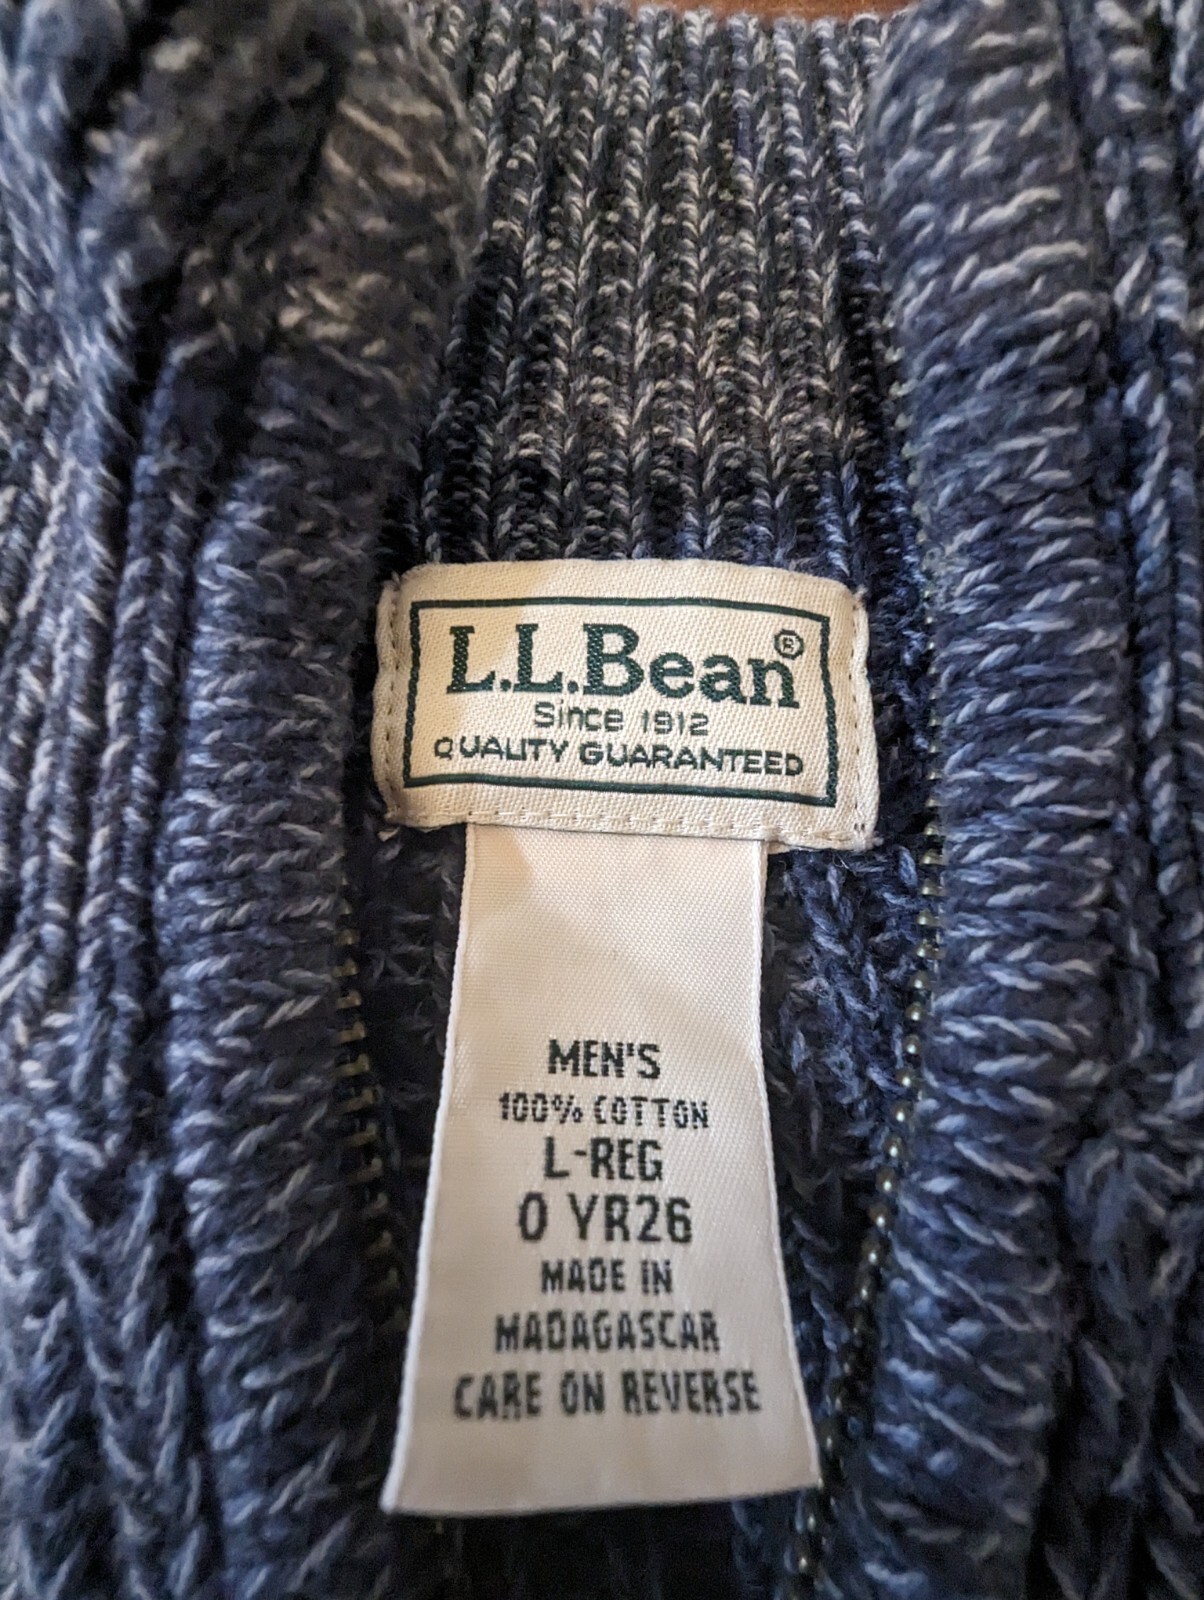 L.L.Bean®
Since 1912
QUALITY GUARANTEED
MEN'S
100% COTTON
L-REG
0 YR26
MADE IN
MADAGASCAR
CARE ON REVERSE